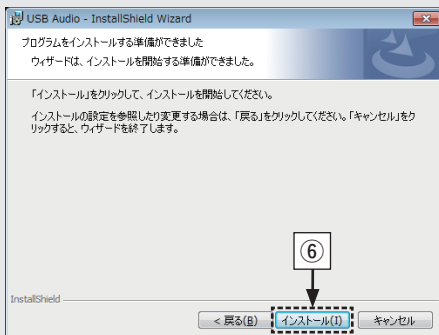 USB Audio - InstallShield Wizard
プログラムをインストールする準備ができました
ウィザードは、インストールを開始する準備ができました。
「インストール」をクリックして、インストールを開始してください。
インストールの設定を参照したり変更する場合は、「戻る」をクリックしてください。「キャンセル」をク
リックすると、ウィザードを終了します。
⑥
InstallShield
< 戻る(B)
インストール(I)
キャンセル